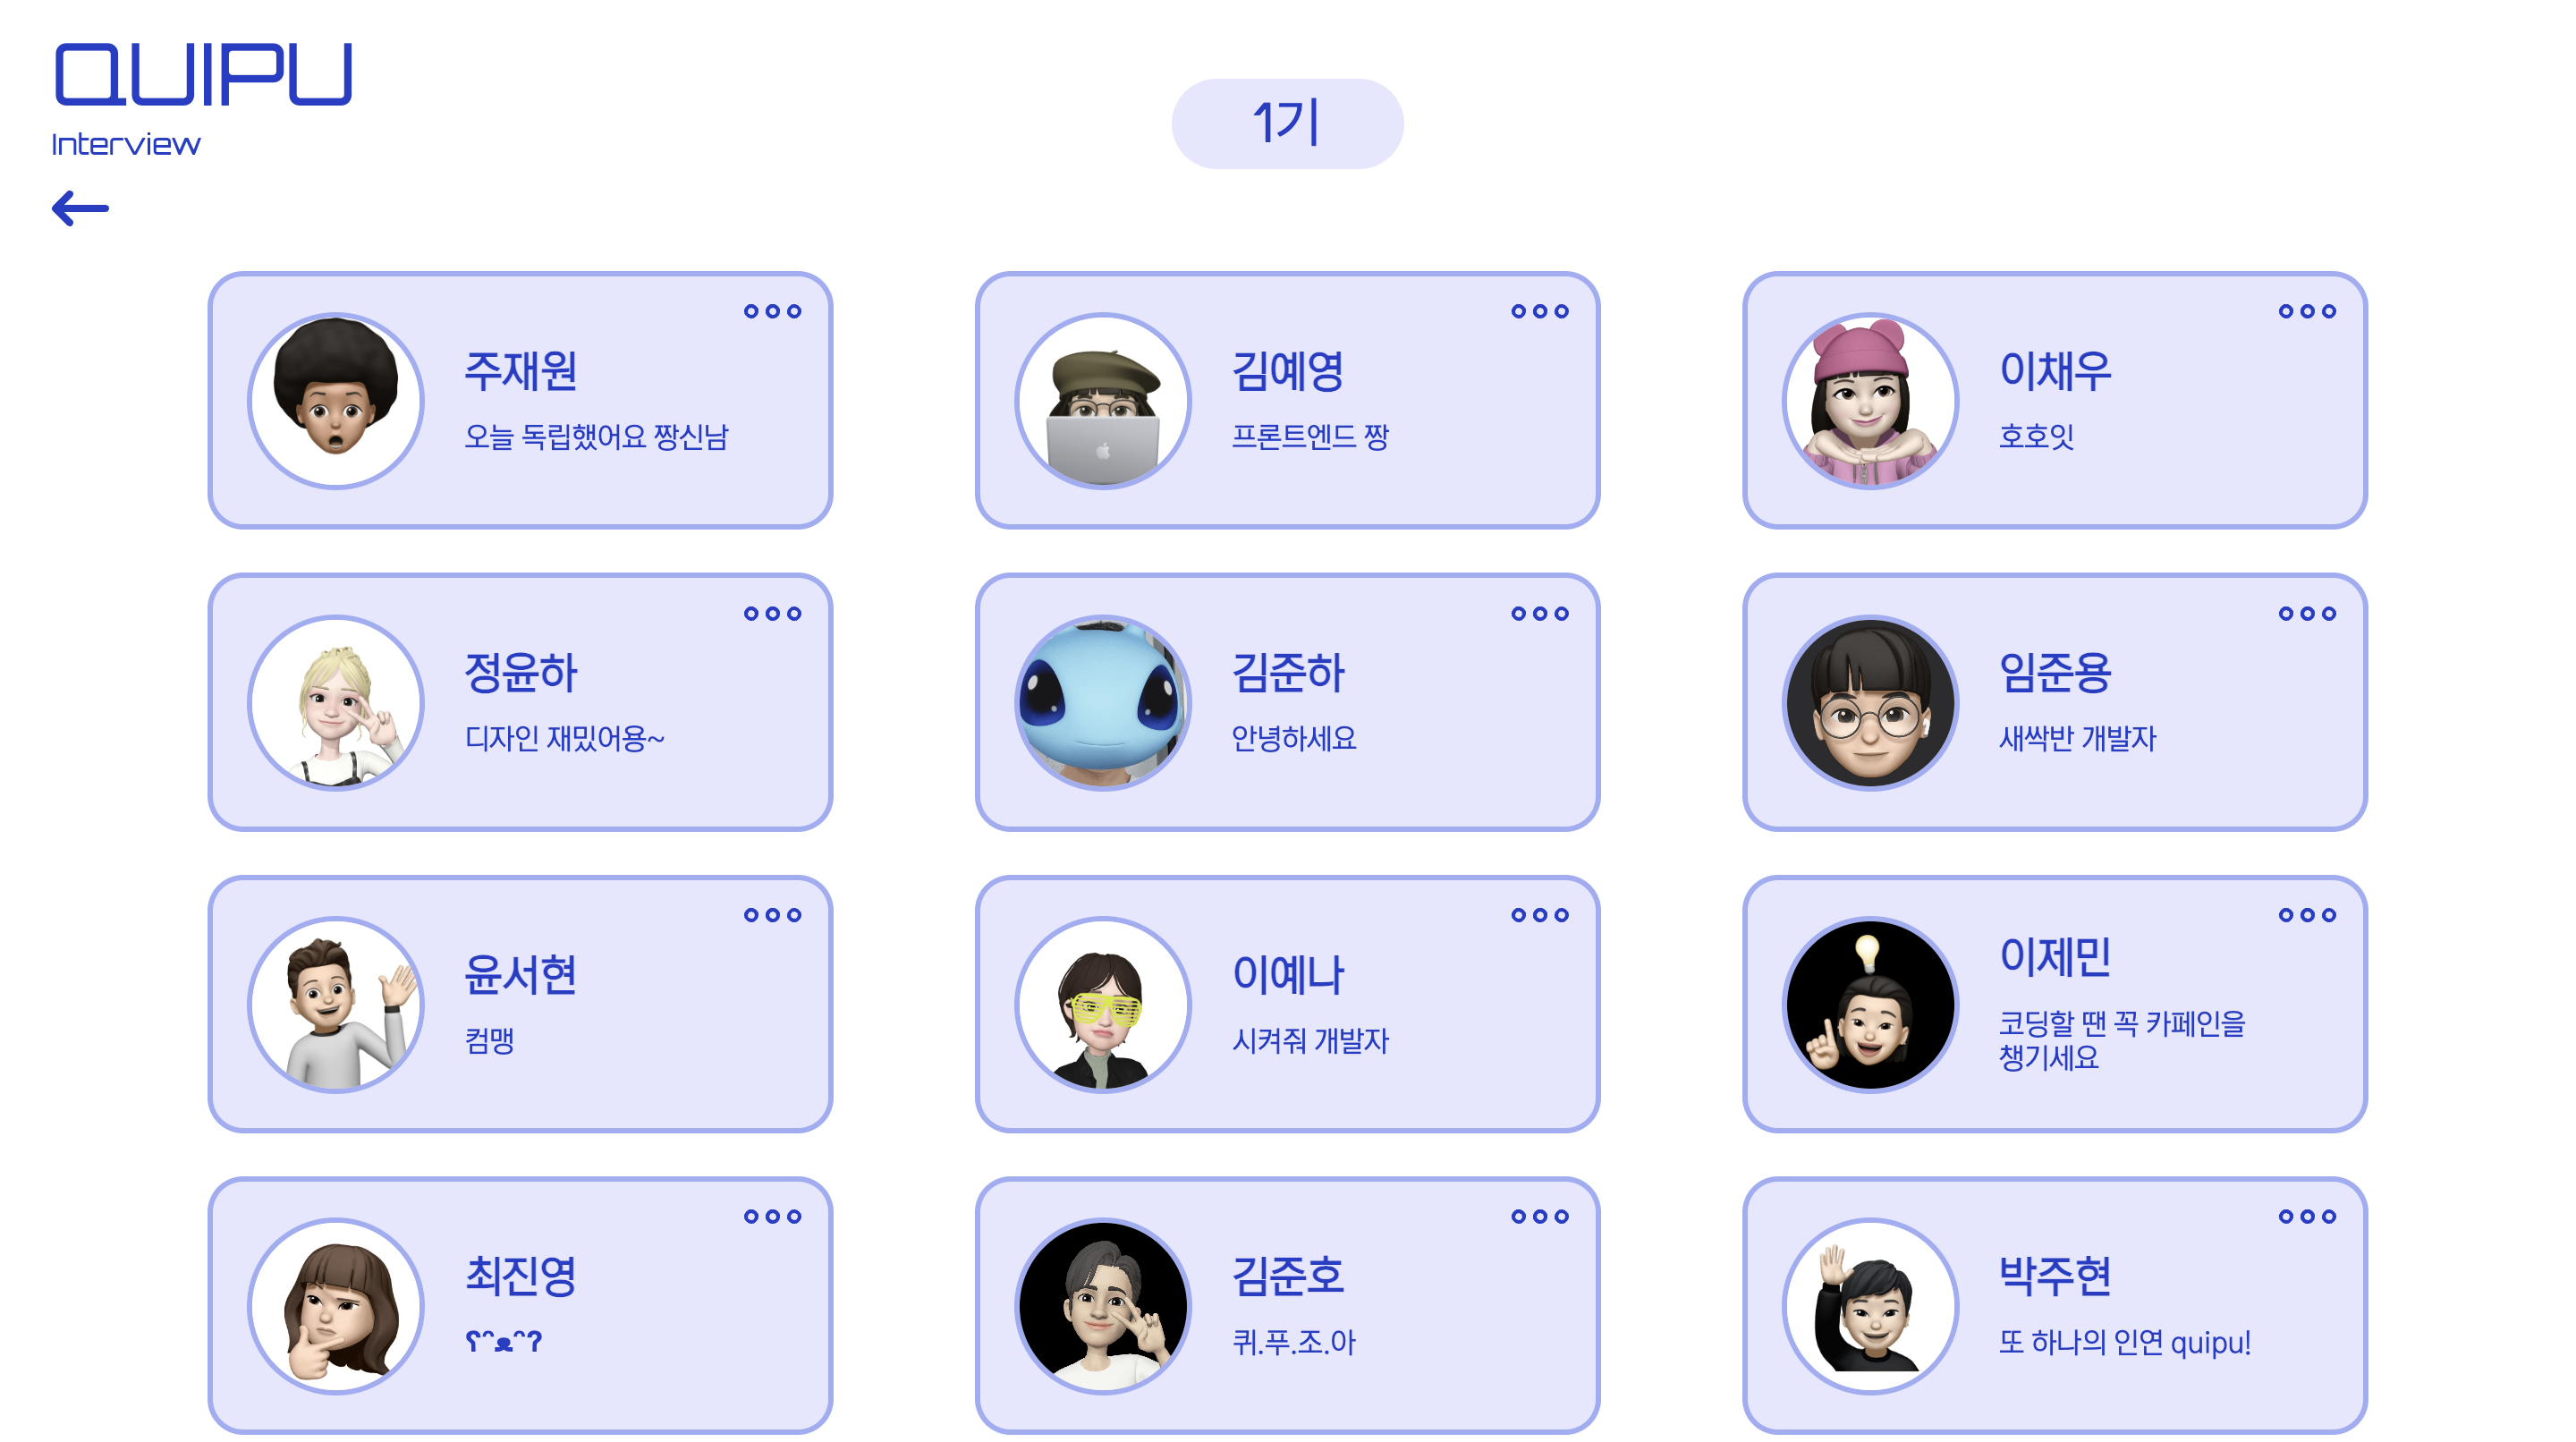 QUIPU
Interview
1기
주재원
오늘 독립했어요 짱신남
김예영
프론트엔드 짱
이채우
호호잇
정윤하
디자인 재밌어용~
김준하
안녕하세요
임준용
새싹반 개발자
윤서현
컴맹
이예나
시켜줘 개발자
이제민
코딩할 땐 꼭 카페인을
챙기세요
최진영
ʕᵔᴥᵔʔ
김준호
퀴.푸.조.아
박주현
또 하나의 인연 quipu!